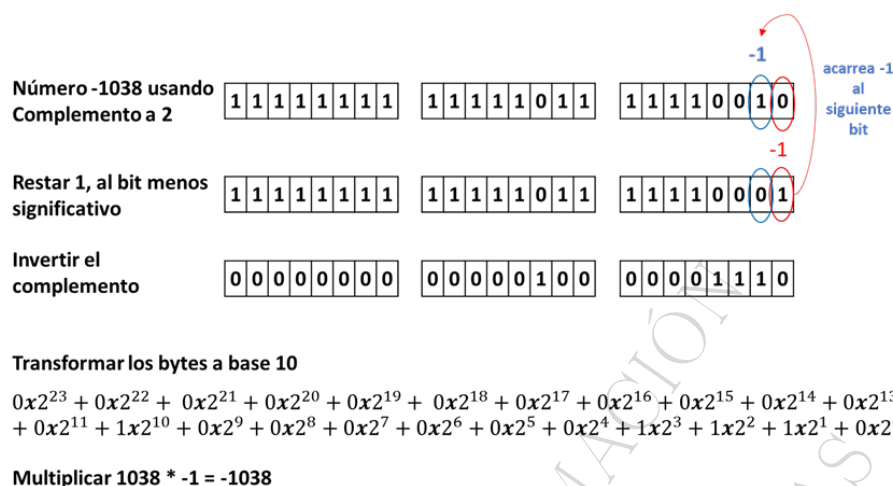 -1
Número -1038 usando
Complemento a 2
1 1 1 1 1 1 1 1 1 1 1 1 1 0 1 1 1 1 1 1 0 0 1 0
acarrea -1
al
siguiente
bit
-1
Restar 1, al bit menos
significativo
1 1 1 1 1 1 1 1 1 1 1 1 1 0 1 1 1 1 1 1 0 0 0 1
Invertir el
complemento
0 0 0 0 0 0 0 0 0 0 0 0 0 1 0 0 0 0 0 0 1 1 1 0
Transformar los bytes a base 10
0x2²³ + 0x2²² + 0x2²¹ + 0x2²⁰ + 0x2¹⁹ + 0x2¹⁸ + 0x2¹⁷ + 0x2¹⁶ + 0x2¹⁵ + 0x2¹⁴ + 0x2¹³
+ 0x2¹¹ + 1x2¹⁰ + 0x2⁹ + 0x2⁸ + 0x2⁷ + 0x2⁶ + 0x2⁵ + 0x2⁴ + 1x2³ + 1x2² + 1x2¹ + 0x2
Multiplicar 1038 * -1 = -1038